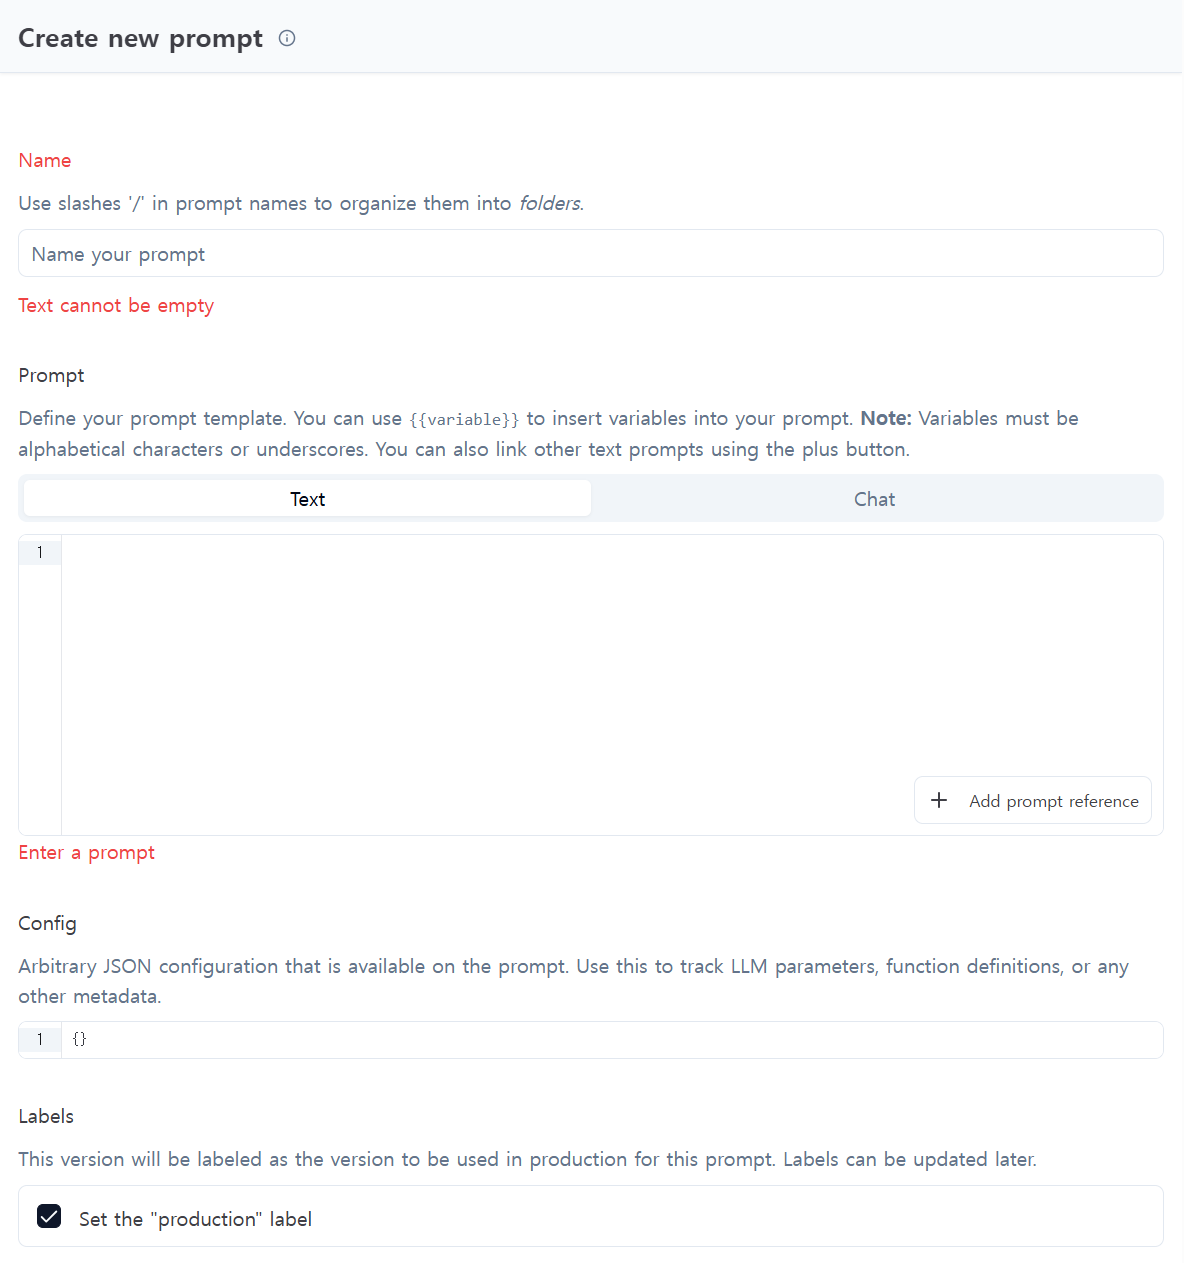 Create new prompt
Name
Use slashes '/' in prompt names to organize them into folders.
Name your prompt
Text cannot be empty
Prompt
Define your prompt template. You can use {{variable}} to insert variables into your prompt. Note: Variables must be
alphabetical characters or underscores. You can also link other text prompts using the plus button.
Text
Chat
1
Add prompt reference
Enter a prompt
Config
Arbitrary JSON configuration that is available on the prompt. Use this to track LLM parameters, function definitions, or any
other metadata.
1 {}
Labels
This version will be labeled as the version to be used in production for this prompt. Labels can be updated later.
Set the "production" label